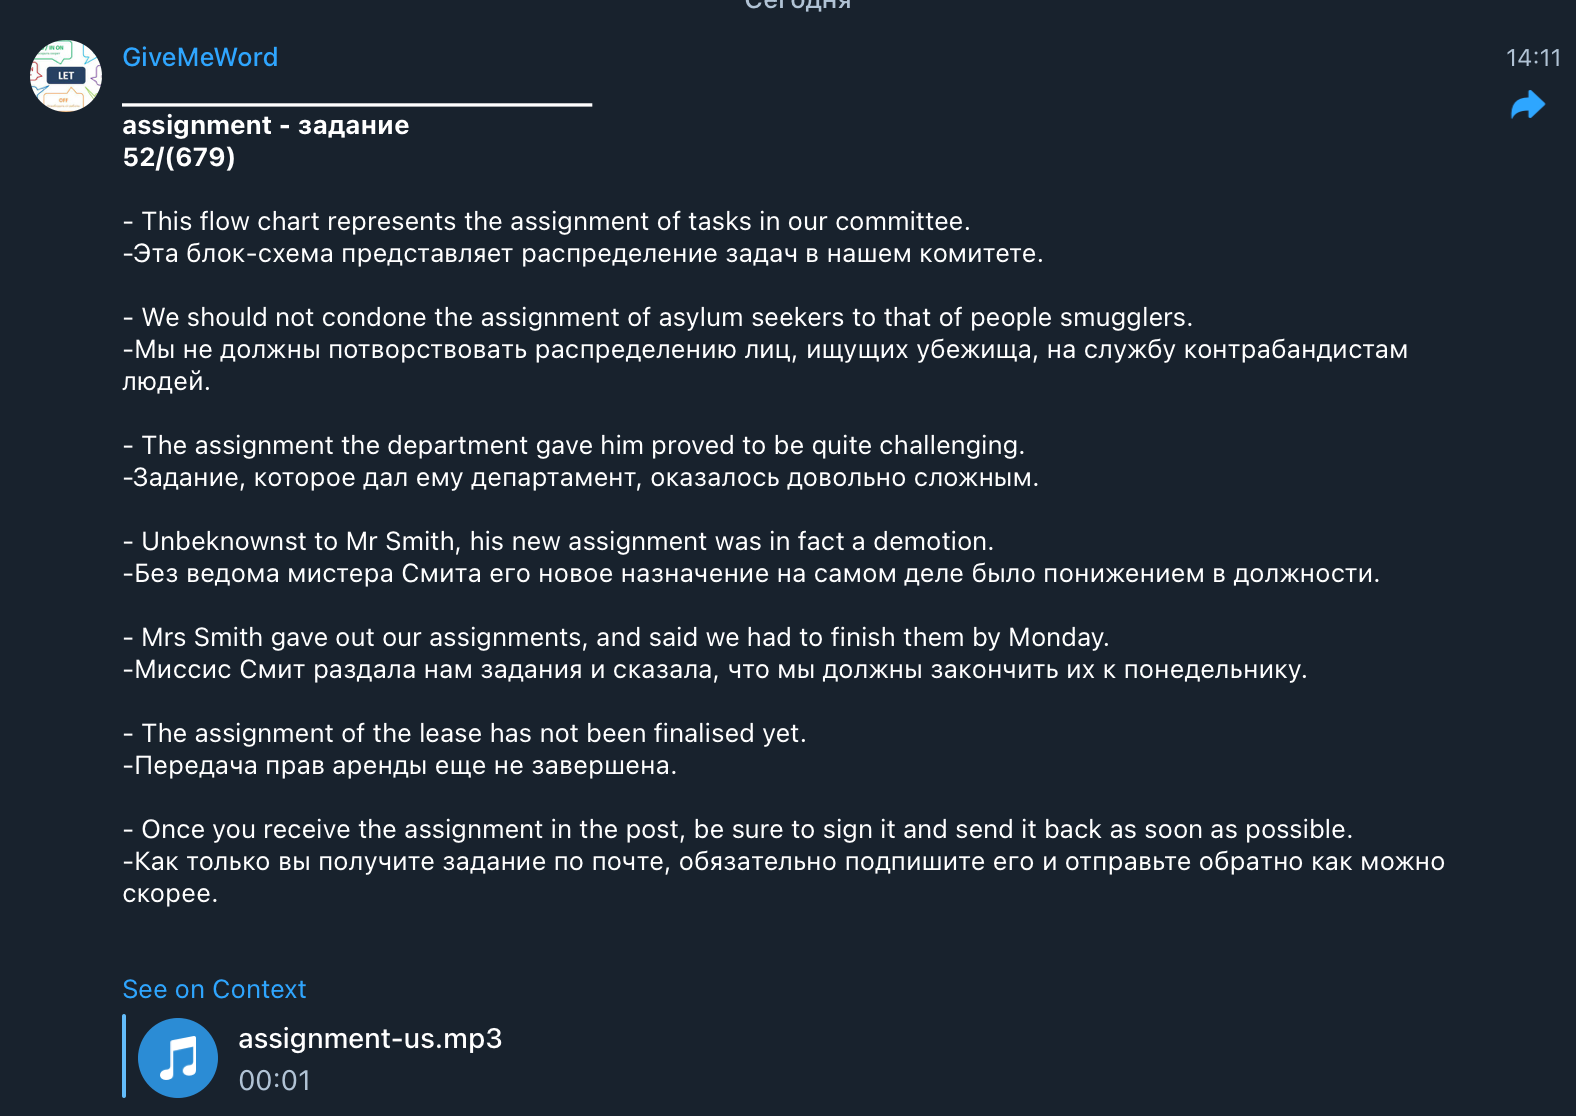 Сегодня
GiveMeWord
14:11
LET
assignment - задание
52/(679)
- This flow chart represents the assignment of tasks in our committee.
-Эта блок-схема представляет распределение задач в нашем комитете.
- We should not condone the assignment of asylum seekers to that of people smugglers.
-Мы не должны потворствовать распределению лиц, ищущих убежища, на службу контрабандистам
людей.
- The assignment the department gave him proved to be quite challenging.
-Задание, которое дал ему департамент, оказалось довольно сложным.
- Unbeknownst to Mr Smith, his new assignment was in fact a demotion.
-Без ведома мистера Смита его новое назначение на самом деле было понижением в должности.
- Mrs Smith gave out our assignments, and said we had to finish them by Monday.
-Миссис Смит раздала нам задания и сказала, что мы должны закончить их к понедельнику.
- The assignment of the lease has not been finalised yet.
-Передача прав аренды еще не завершена.
- Once you receive the assignment in the post, be sure to sign it and send it back as soon as possible.
-Как только вы получите задание по почте, обязательно подпишите его и отправьте обратно как можно
скорее.
See on Context
assignment-us.mp3
00:01